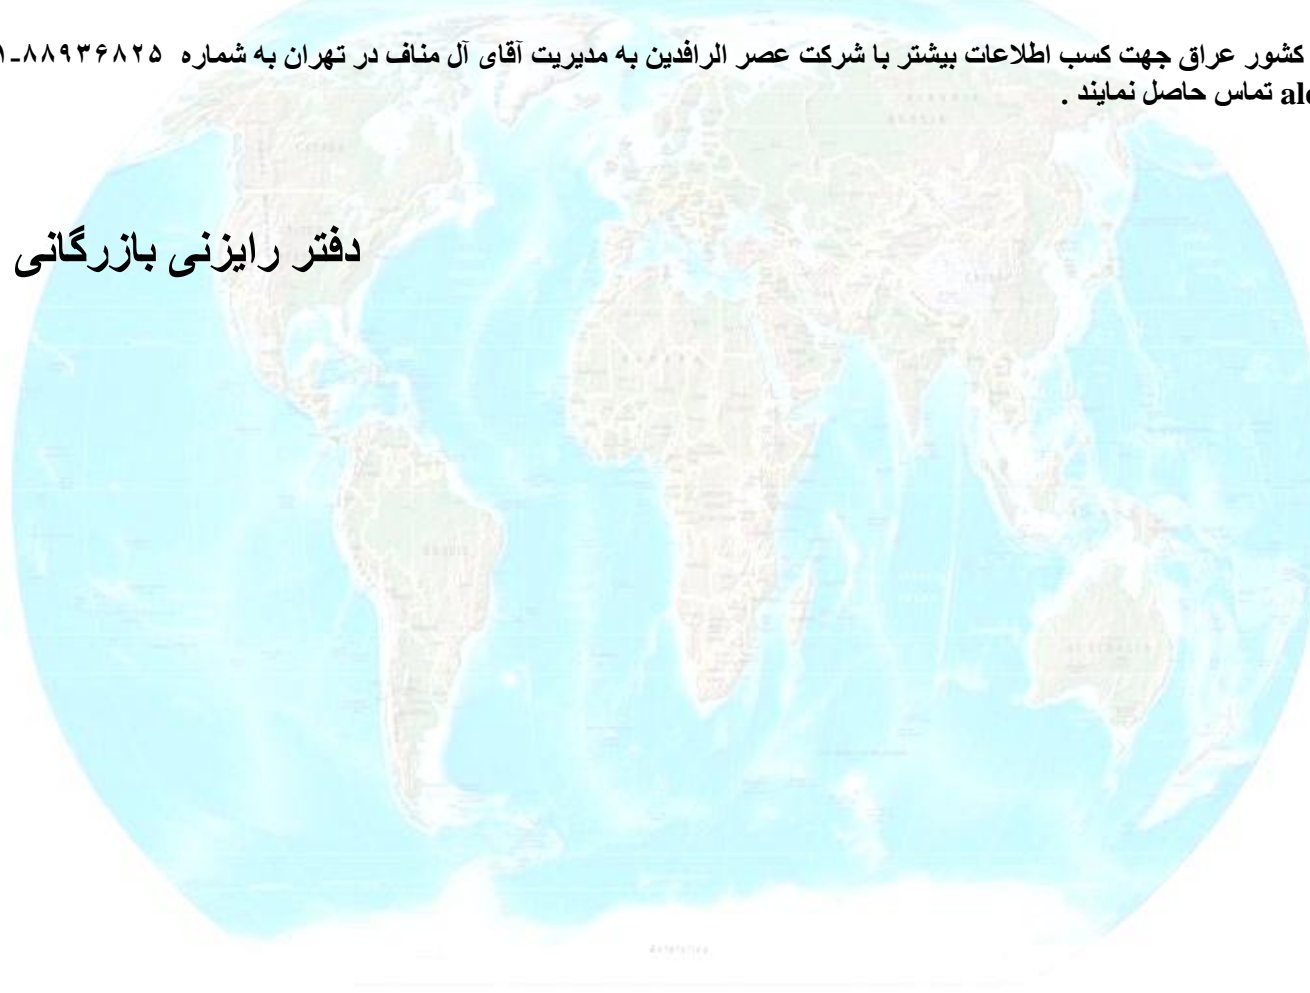 کشور عراق جهت کسب اطلاعات بیشتر با شرکت عصر الرافدین به مدیریت آقای آل مناف در تهران به شماره ۸۸۹۳۶۸۲۵-
تماس حاصل نمایند .
دفتر رایزنی بازرگانی